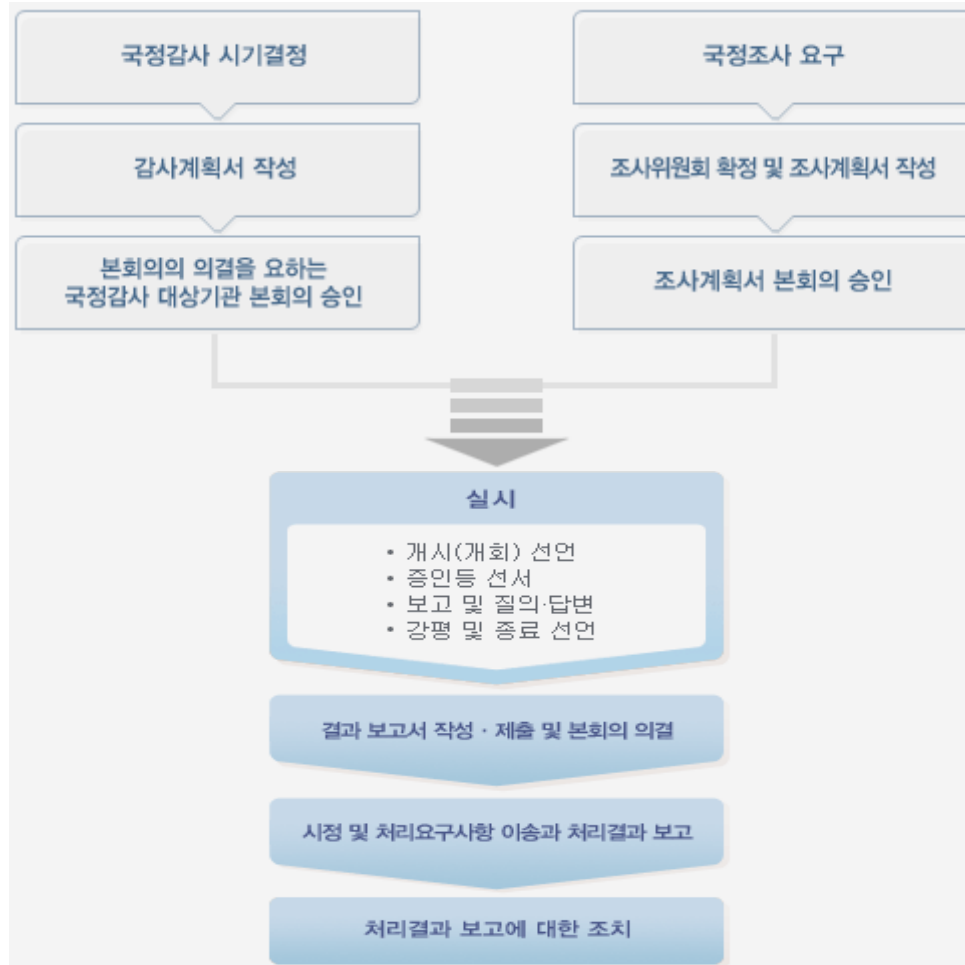 국정감사 시기결정
감사계획서 작성
본회의의 의결을 요하는
국정감사 대상기관 본회의 승인
국정조사 요구
조사위원회 확정 및 조사계획서 작성
조사계획서 본회의 승인
실시
• 개시(개회) 선언
• 증인등 선서
• 보고 및 질의·답변
• 강평 및 종료 선언
결과 보고서 작성 · 제출 및 본회의 의결
시정 및 처리요구사항 이송과 처리결과 보고
처리결과 보고에 대한 조치